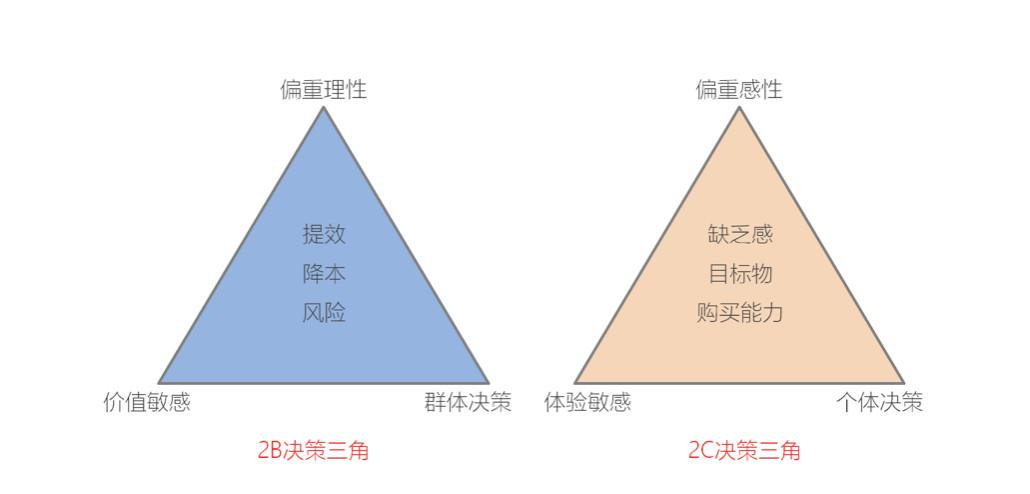 偏重理性
提效
降本
风险
价值敏感
群体决策
2B决策三角
偏重感性
缺乏感
目标物
购买能力
体验敏感
个体决策
2C决策三角